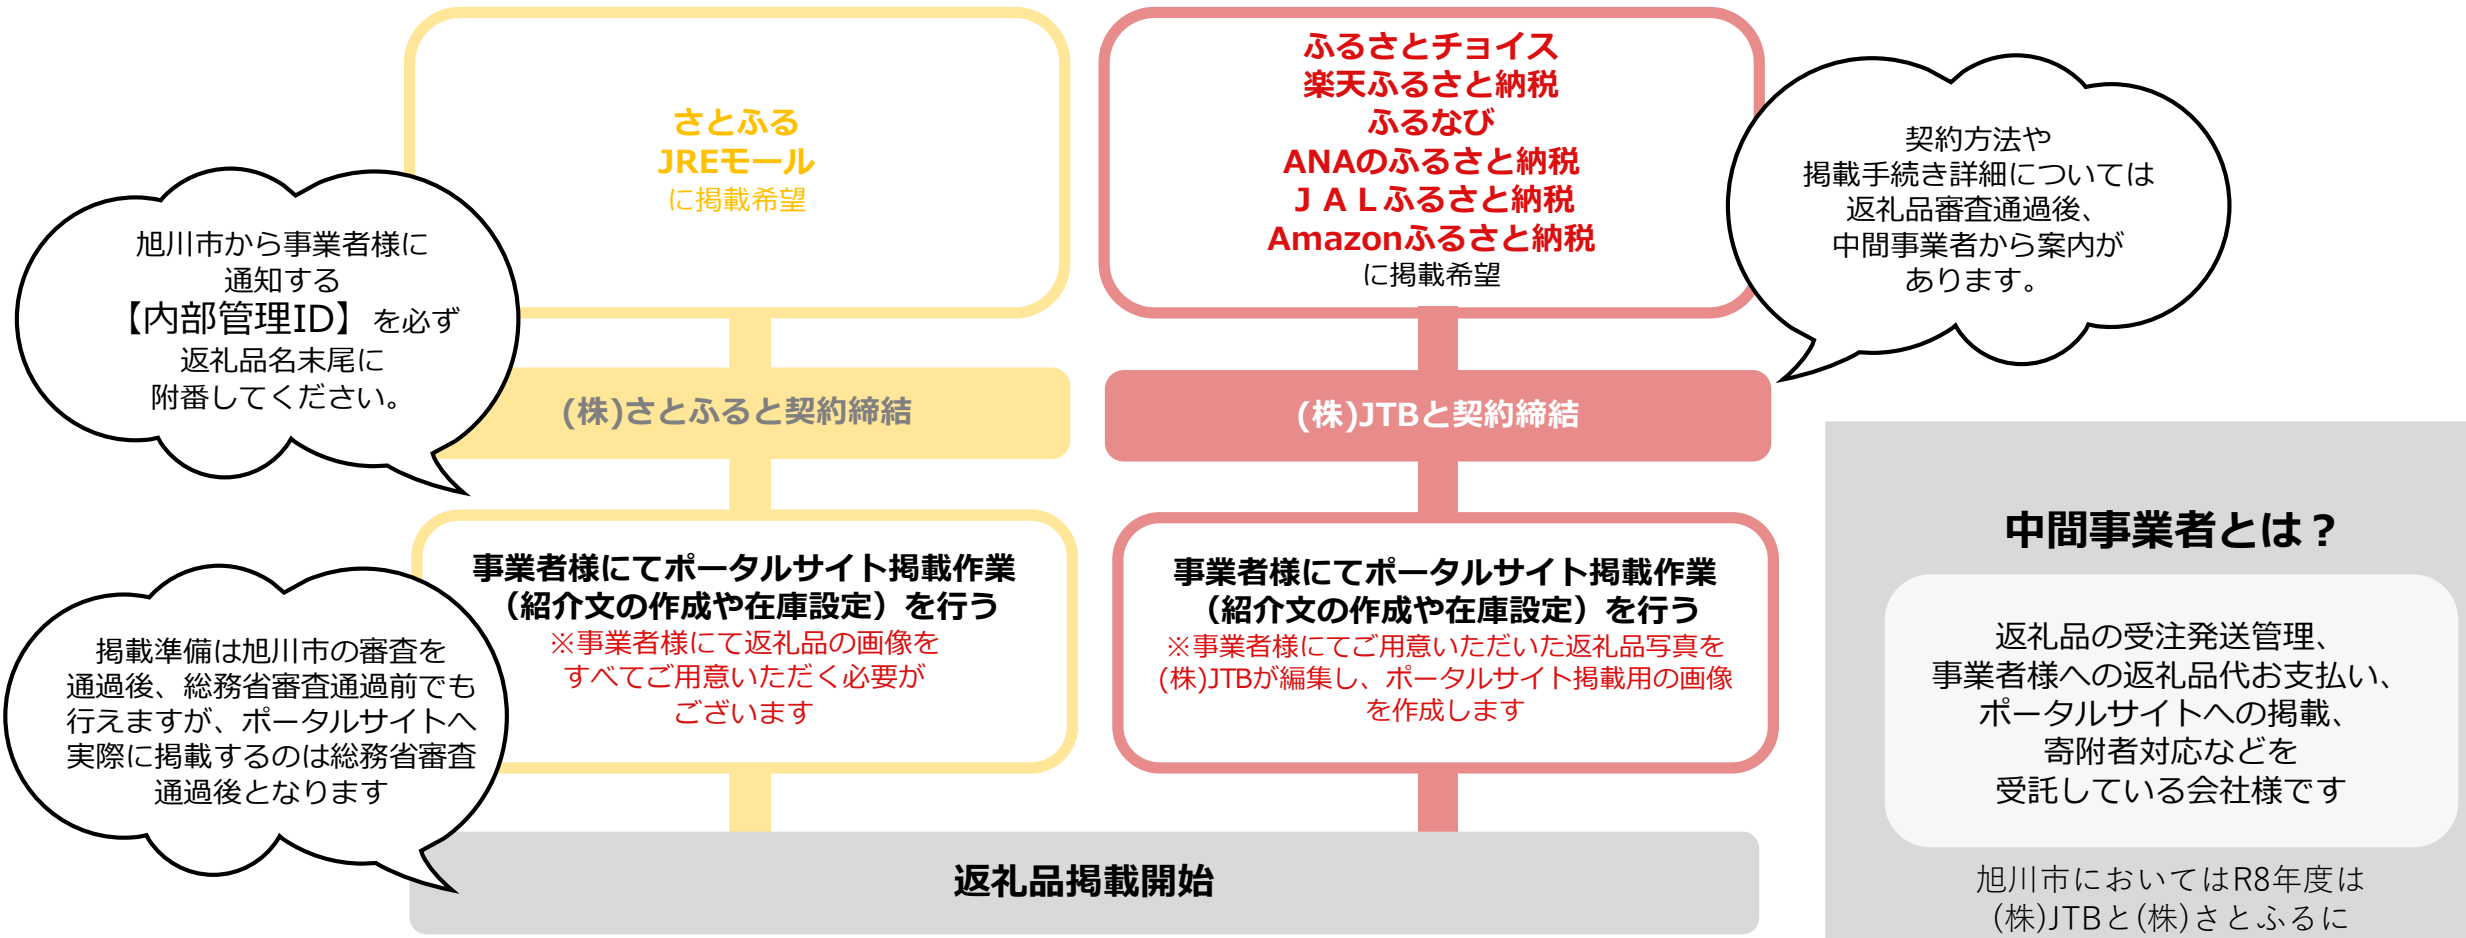 さとふる
JREモール
に掲載希望
ふるさとチョイス
楽天ふるさと納税
ふるなび
ANAのふるさと納税
ＪＡＬふるさと納税
Amazonふるさと納税
に掲載希望
契約方法や
掲載手続き詳細については
返礼品審査通過後、
中間事業者から案内が
あります。
旭川市から事業者様に
通知する
【内部管理ID】を必ず
返礼品名末尾に
附番してください。
(株)さとふると契約締結
(株)JTBと契約締結
事業者様にてポータルサイト掲載作業
（紹介文の作成や在庫設定）を行う
※事業者様にて返礼品の画像を
すべてご用意いただく必要が
ございます
事業者様にてポータルサイト掲載作業
（紹介文の作成や在庫設定）を行う
※事業者様にてご用意いただいた返礼品写真を
(株)JTBが編集し、ポータルサイト掲載用の画像
を作成します
掲載準備は旭川市の審査を
通過後、総務省審査通過前でも
行えますが、ポータルサイトへ
実際に掲載するのは総務省審査
通過後となります
返礼品掲載開始
中間事業者とは？
返礼品の受注発送管理、
事業者様への返礼品代お支払い、
ポータルサイトへの掲載、
寄附者対応などを
受託している会社様です
旭川市においてはR8年度は
(株)JTBと(株)さとふるに